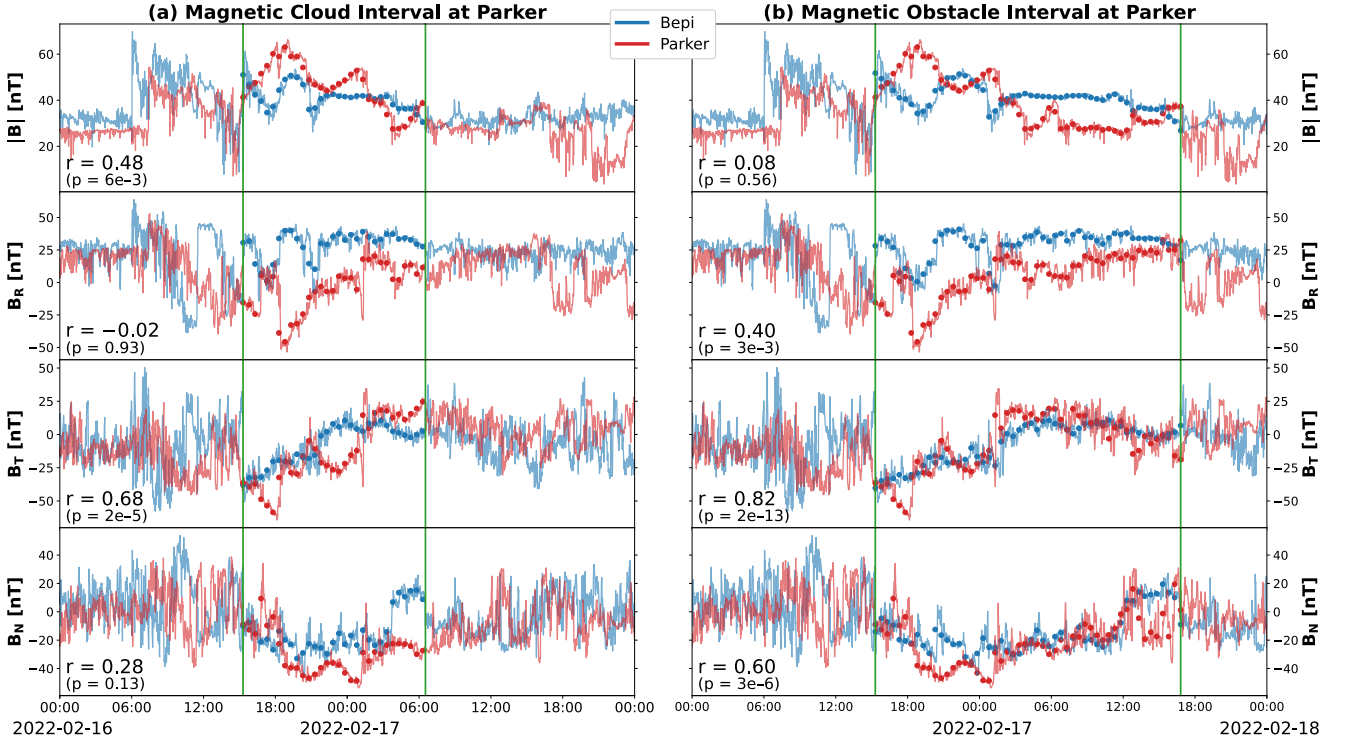 (a) Magnetic Cloud Interval at Parker
(b) Magnetic Obstacle Interval at Parker
Bepi
Parker
|B| [nT]
60
40
20
r = 0.48
(p = 6e−3)
r = 0.08
(p = 0.56)
60
40
20
|B| [nT]
B_R [nT]
50
25
0
−25
−50
r = −0.02
(p = 0.93)
r = 0.40
(p = 3e−3)
50
25
0
−25
−50
B_R [nT]
B_T [nT]
50
25
0
−25
−50
r = 0.68
(p = 2e−5)
r = 0.82
(p = 2e−13)
50
25
0
−25
−50
B_T [nT]
B_N [nT]
40
20
0
−20
−40
r = 0.28
(p = 0.13)
r = 0.60
(p = 3e−6)
40
20
0
−20
−40
B_N [nT]
00:00 06:00 12:00 18:00 00:00 06:00 12:00 18:00 00:00
2022-02-16 2022-02-17
00:00 06:00 12:00 18:00 00:00 06:00 12:00 18:00 00:00
2022-02-17 2022-02-18